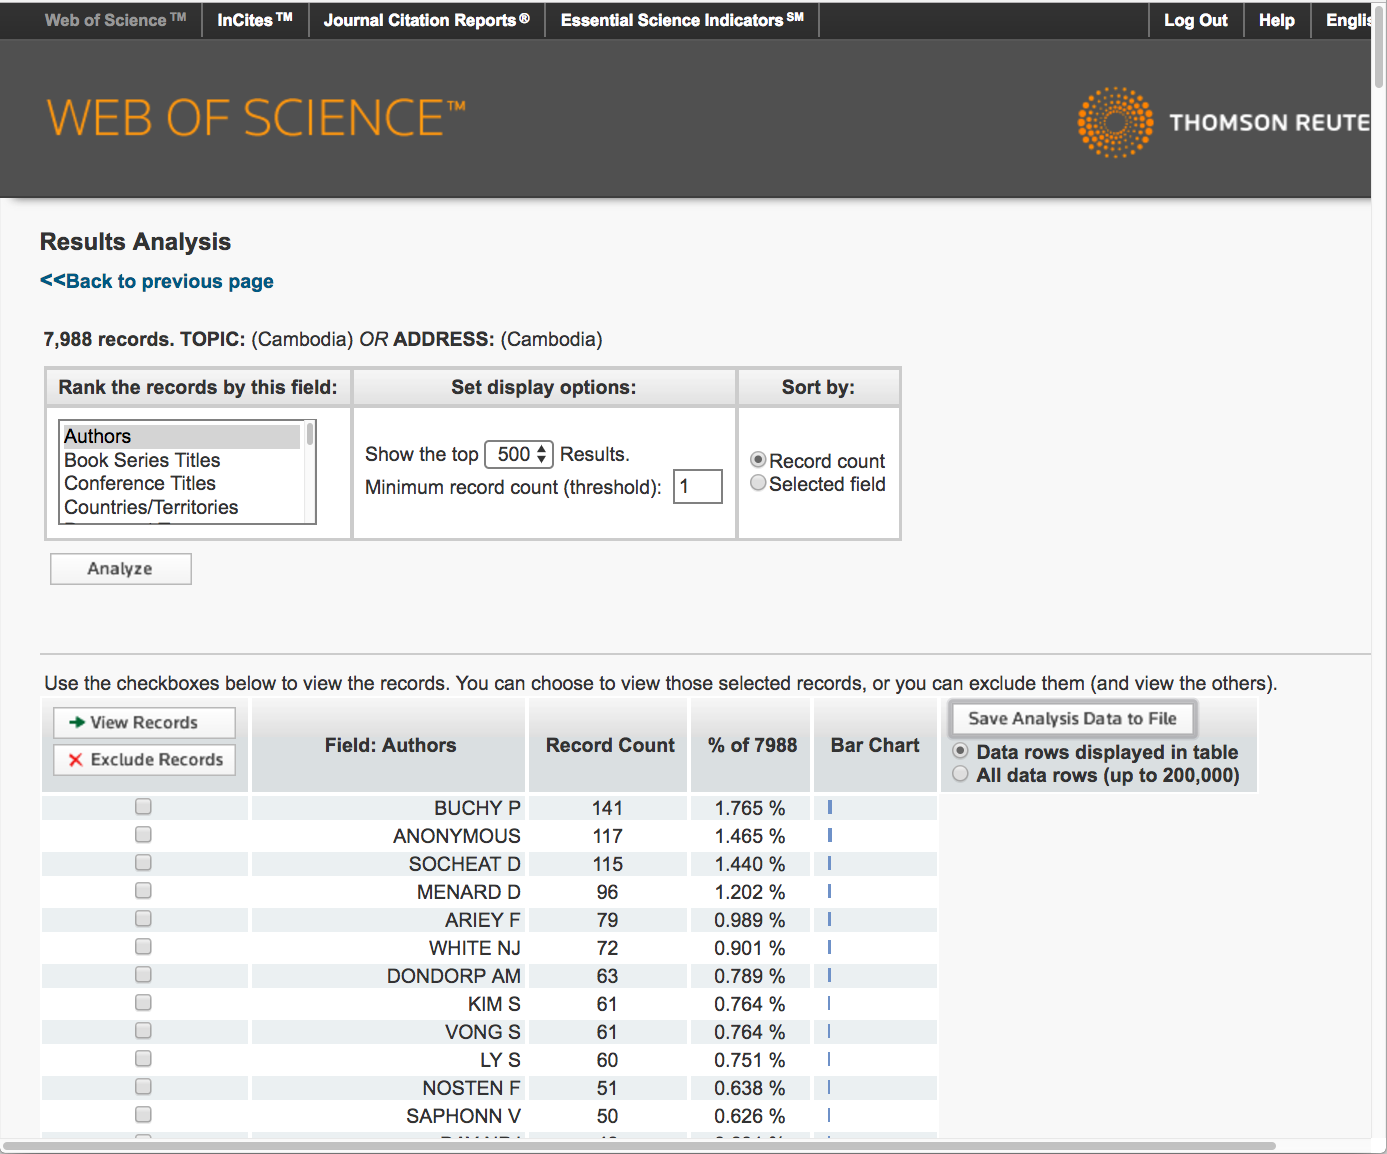 Web of Science ™ InCites ™ Journal Citation Reports ® Essential Science Indicators ℠ Log Out Help Englis
WEB OF SCIENCE™
THOMSON REUTE
Results Analysis
<<Back to previous page
7,988 records. TOPIC: (Cambodia) OR ADDRESS: (Cambodia)
Rank the records by this field: Set display options: Sort by:
Authors
Book Series Titles
Conference Titles
Countries/Territories
Show the top 500 Results.
Minimum record count (threshold): 1
Record count
Selected field
Analyze
Use the checkboxes below to view the records. You can choose to view those selected records, or you can exclude them (and view the others).
View Records
Exclude Records
Field: Authors Record Count % of 7988 Bar Chart
Save Analysis Data to File
Data rows displayed in table
All data rows (up to 200,000)
BUCHY P 141 1.765 %
ANONYMOUS 117 1.465 %
SOCHEAT D 115 1.440 %
MENARD D 96 1.202 %
ARIEY F 79 0.989 %
WHITE NJ 72 0.901 %
DONDORP AM 63 0.789 %
KIM S 61 0.764 %
VONG S 61 0.764 %
LY S 60 0.751 %
NOSTEN F 51 0.638 %
SAPHONN V 50 0.626 %